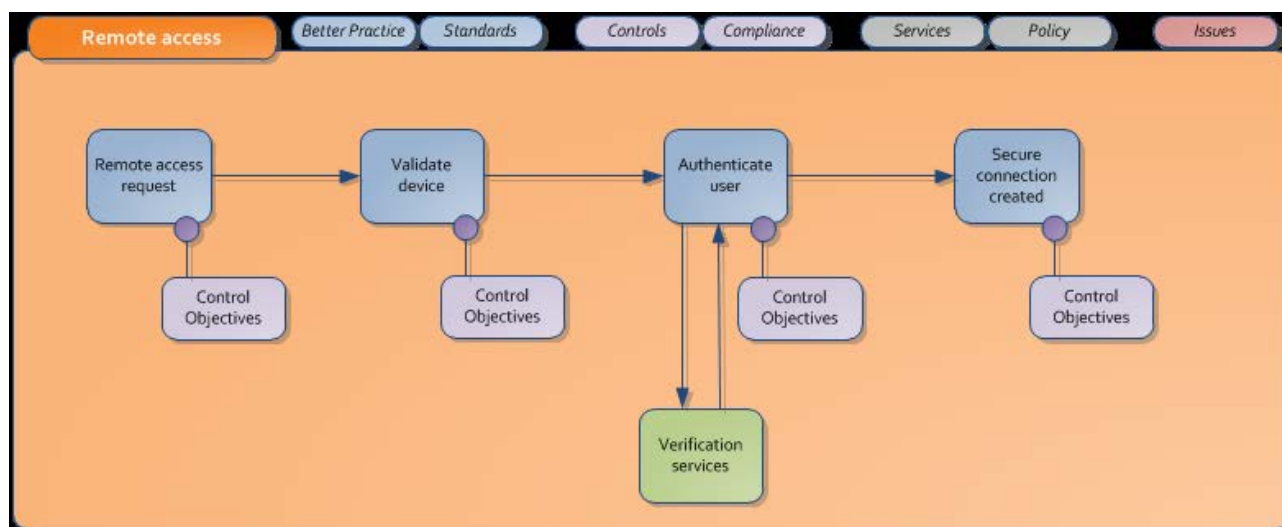 Remote access
Better Practice
Standards
Controls
Compliance
Services
Policy
Issues
Remote access
request
Validate
device
Authenticate
user
Secure
connection
created
Control
Objectives
Control
Objectives
Control
Objectives
Control
Objectives
Verification
services